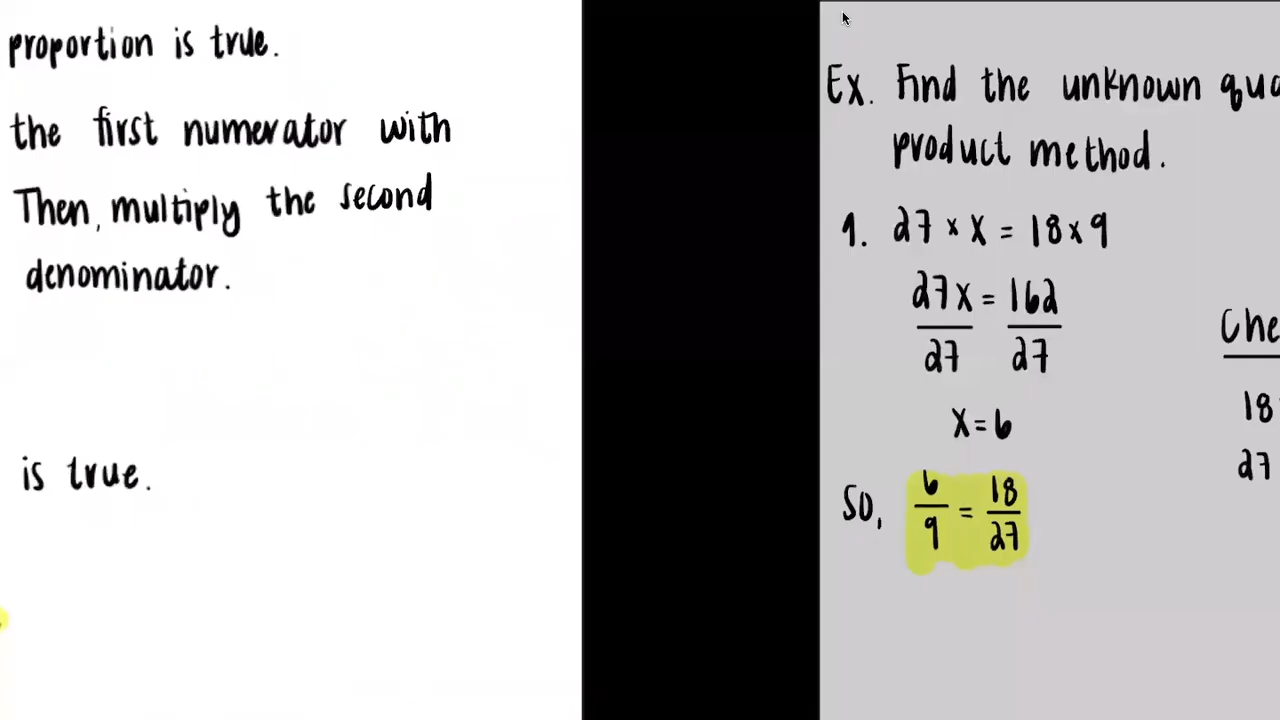 proportion is true.
the first numerator with
Then, multiply the second
denominator.
is true.
Ex. Find the unknown
product method.
1. 27 × x = 18 × 9
27x = 162
27 27
x = 6
So, 6/9 = 18/27
18
27